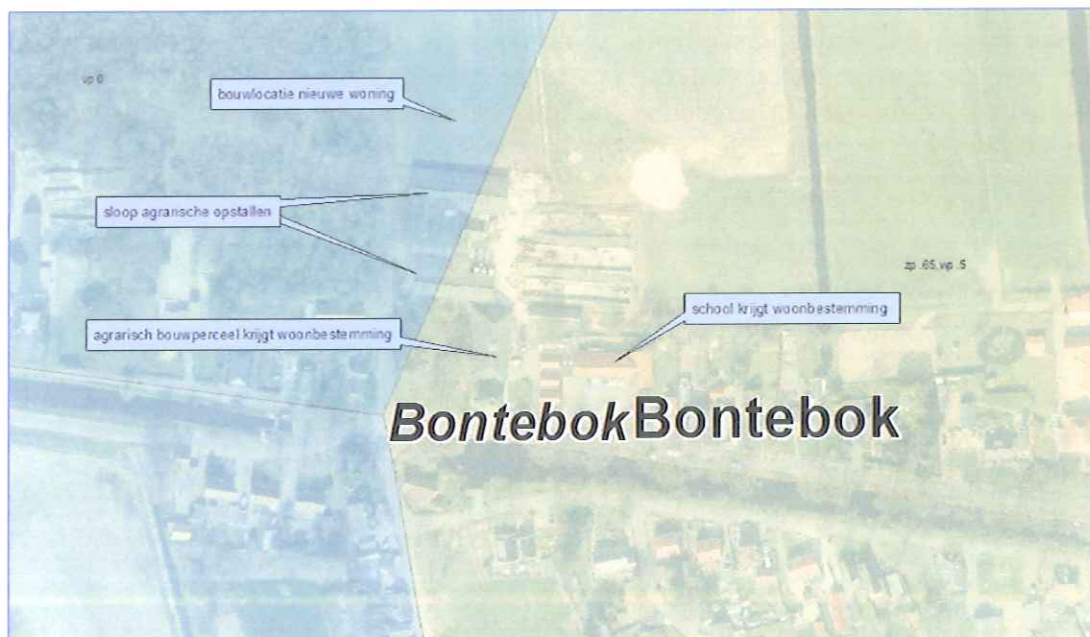 vp 0
bouwlocatie nieuwe woning
sloop agrarische opstallen
zp .65, wp .5
school krijgt woonbestemming
agrarisch bouwperceel krijgt woonbestemming
BontebokBontebok